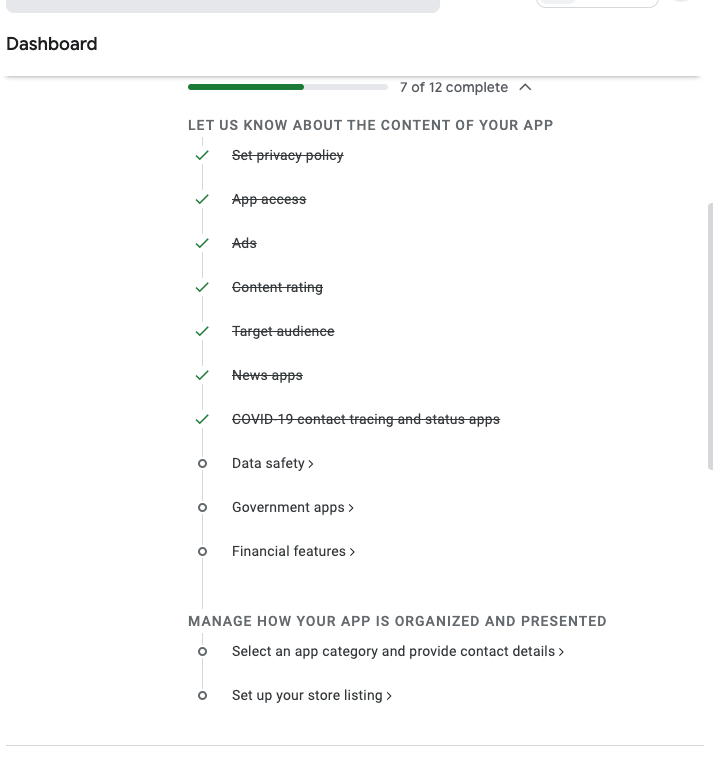 Dashboard
7 of 12 complete
LET US KNOW ABOUT THE CONTENT OF YOUR APP
Set privacy policy
App access
Ads
Content rating
Target audience
News apps
COVID-19 contact tracing and status apps
Data safety
Government apps
Financial features
MANAGE HOW YOUR APP IS ORGANIZED AND PRESENTED
Select an app category and provide contact details
Set up your store listing